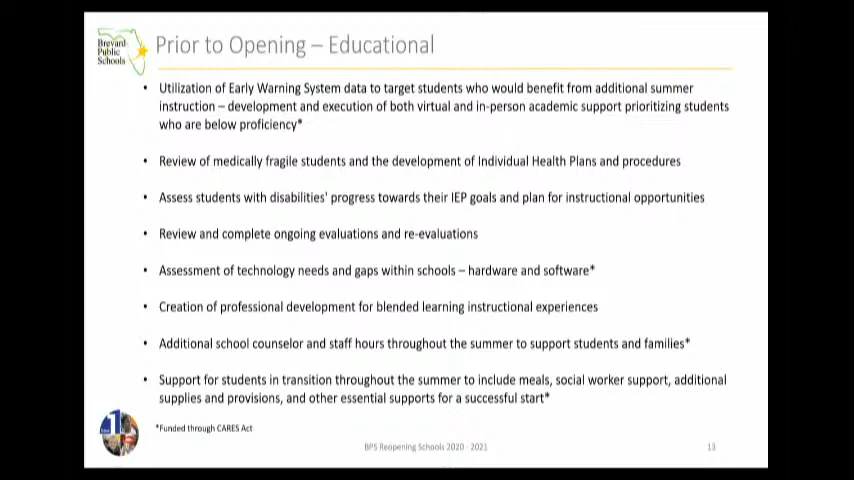 Brevard
Public
Schools
Prior to Opening – Educational
• Utilization of Early Warning System data to target students who would benefit from additional summer
instruction – development and execution of both virtual and in-person academic support prioritizing students
who are below proficiency*
• Review of medically fragile students and the development of Individual Health Plans and procedures
• Assess students with disabilities' progress towards their IEP goals and plan for instructional opportunities
• Review and complete ongoing evaluations and re-evaluations
• Assessment of technology needs and gaps within schools – hardware and software*
• Creation of professional development for blended learning instructional experiences
• Additional school counselor and staff hours throughout the summer to support students and families*
• Support for students in transition throughout the summer to include meals, social worker support, additional
supplies and provisions, and other essential supports for a successful start*
1
*Funded through CARES Act
BPS Reopening Schools 2020 - 2021
13